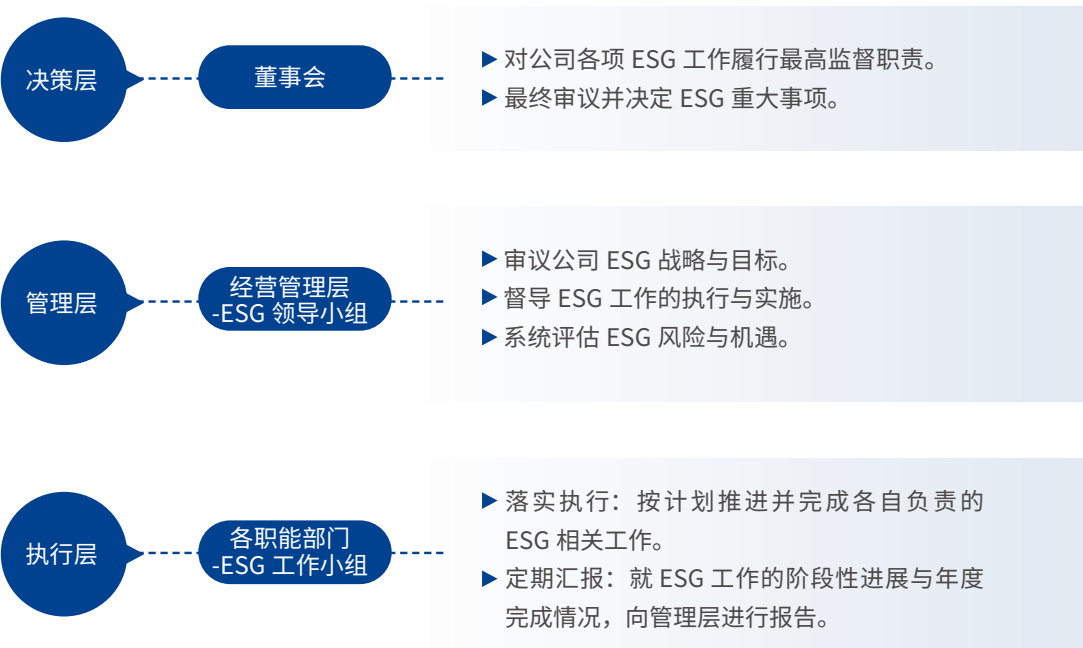 决策层
董事会
▶ 对公司各项 ESG 工作履行最高监督职责。
▶ 最终审议并决定 ESG 重大事项。
管理层
经营管理层
-ESG 领导小组
▶ 审议公司 ESG 战略与目标。
▶ 督导 ESG 工作的执行与实施。
▶ 系统评估 ESG 风险与机遇。
执行层
各职能部门
-ESG 工作小组
▶ 落实执行：按计划推进并完成各自负责的
ESG 相关工作。
▶ 定期汇报：就 ESG 工作的阶段性进展与年度
完成情况，向管理层进行报告。